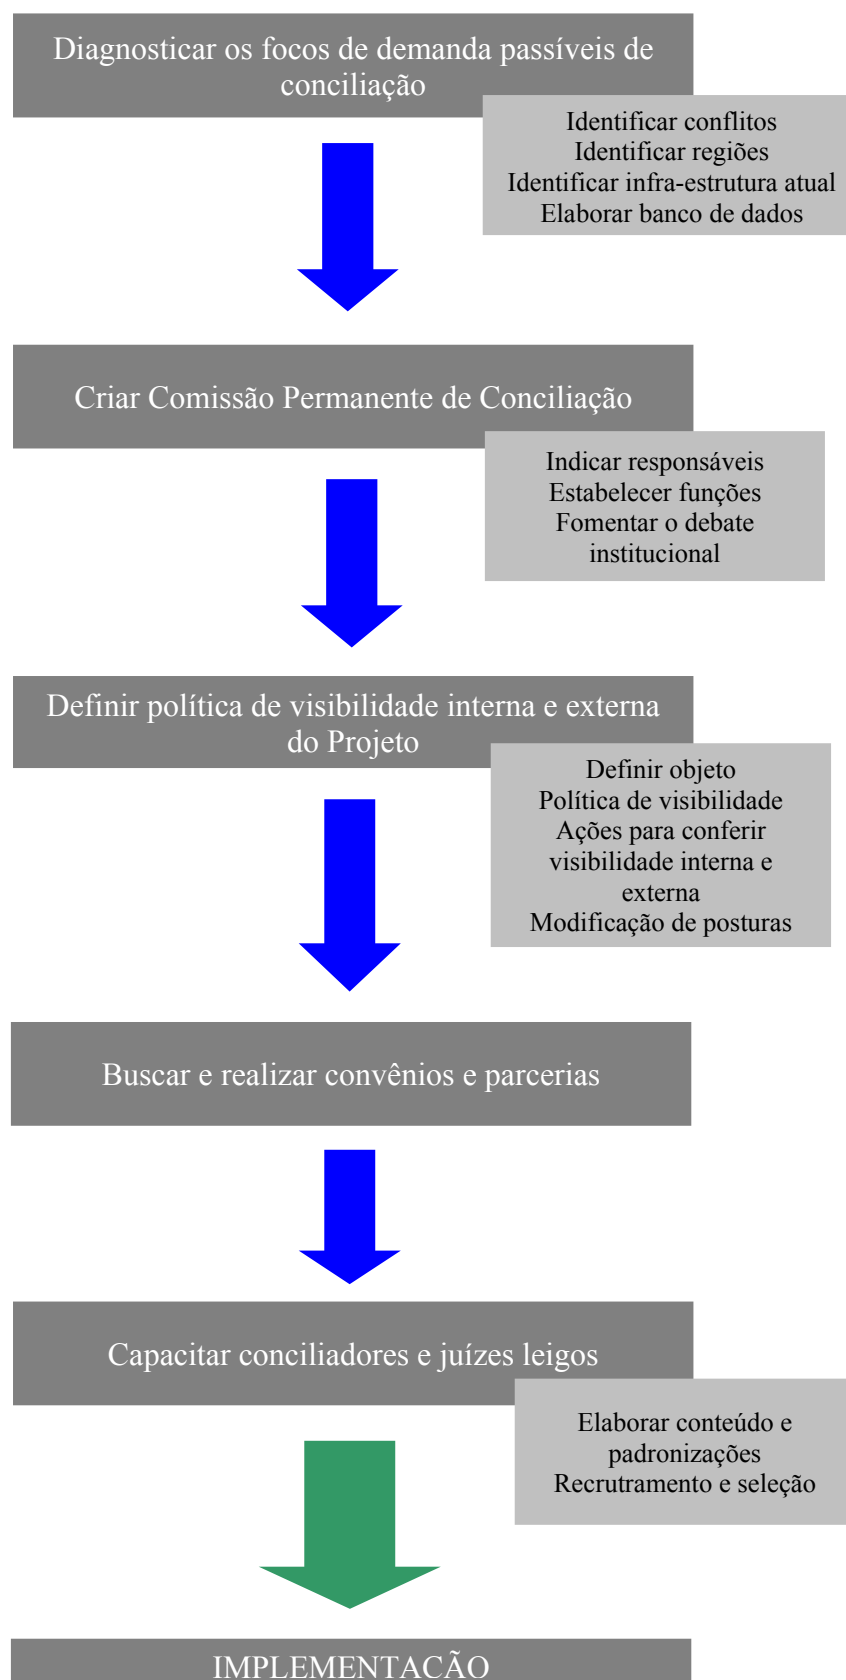 Diagnosticar os focos de demanda passíveis de
conciliação
Identificar conflitos
Identificar regiões
Identificar infra-estrutura atual
Elaborar banco de dados
Criar Comissão Permanente de Conciliação
Indicar responsáveis
Estabelecer funções
Fomentar o debate
institucional
Definir política de visibilidade interna e externa
do Projeto
Definir objeto
Política de visibilidade
Ações para conferir
visibilidade interna e
externa
Modificação de posturas
Buscar e realizar convênios e parcerias
Capacitar conciliadores e juízes leigos
Elaborar conteúdo e
padronizações
Recrutramento e seleção
IMPLEMENTAÇÃO